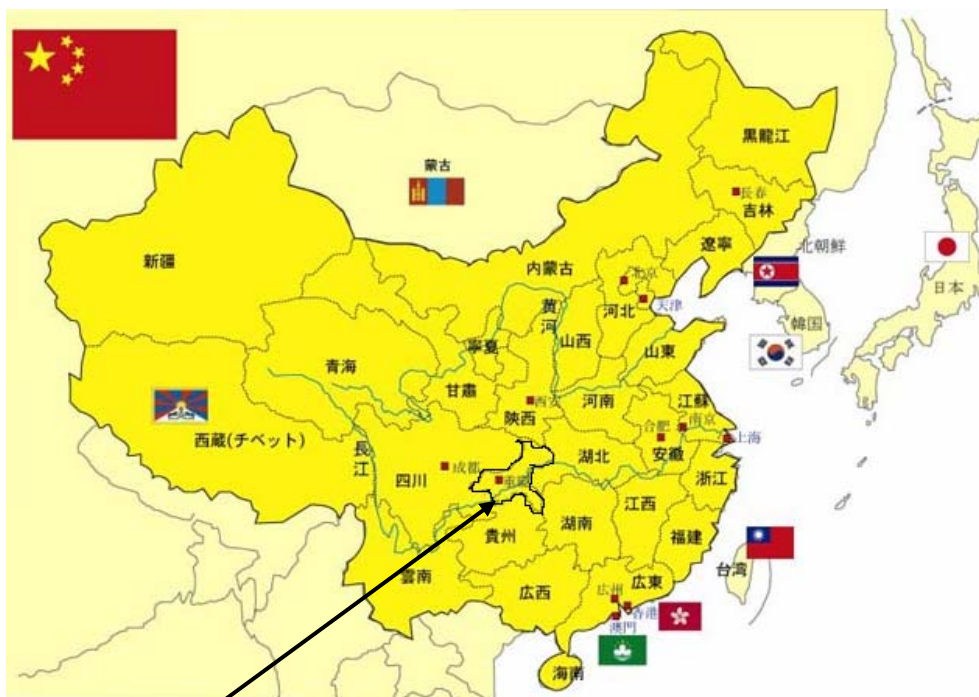 黒龍江
蒙古
長春
吉林
遼寧
北朝鮮
新疆
内蒙古
北京
日本
黄河
河北
天津
韓国
寧夏
山西
山東
青海
甘粛
西安
陝西
河南
江蘇
南京
合肥
安徽
上海
西蔵(チベット)
長江
成都
四川
重慶
湖北
浙江
江西
貴州
湖南
福建
雲南
台湾
広西
広州
広東
香港
澳門
海南